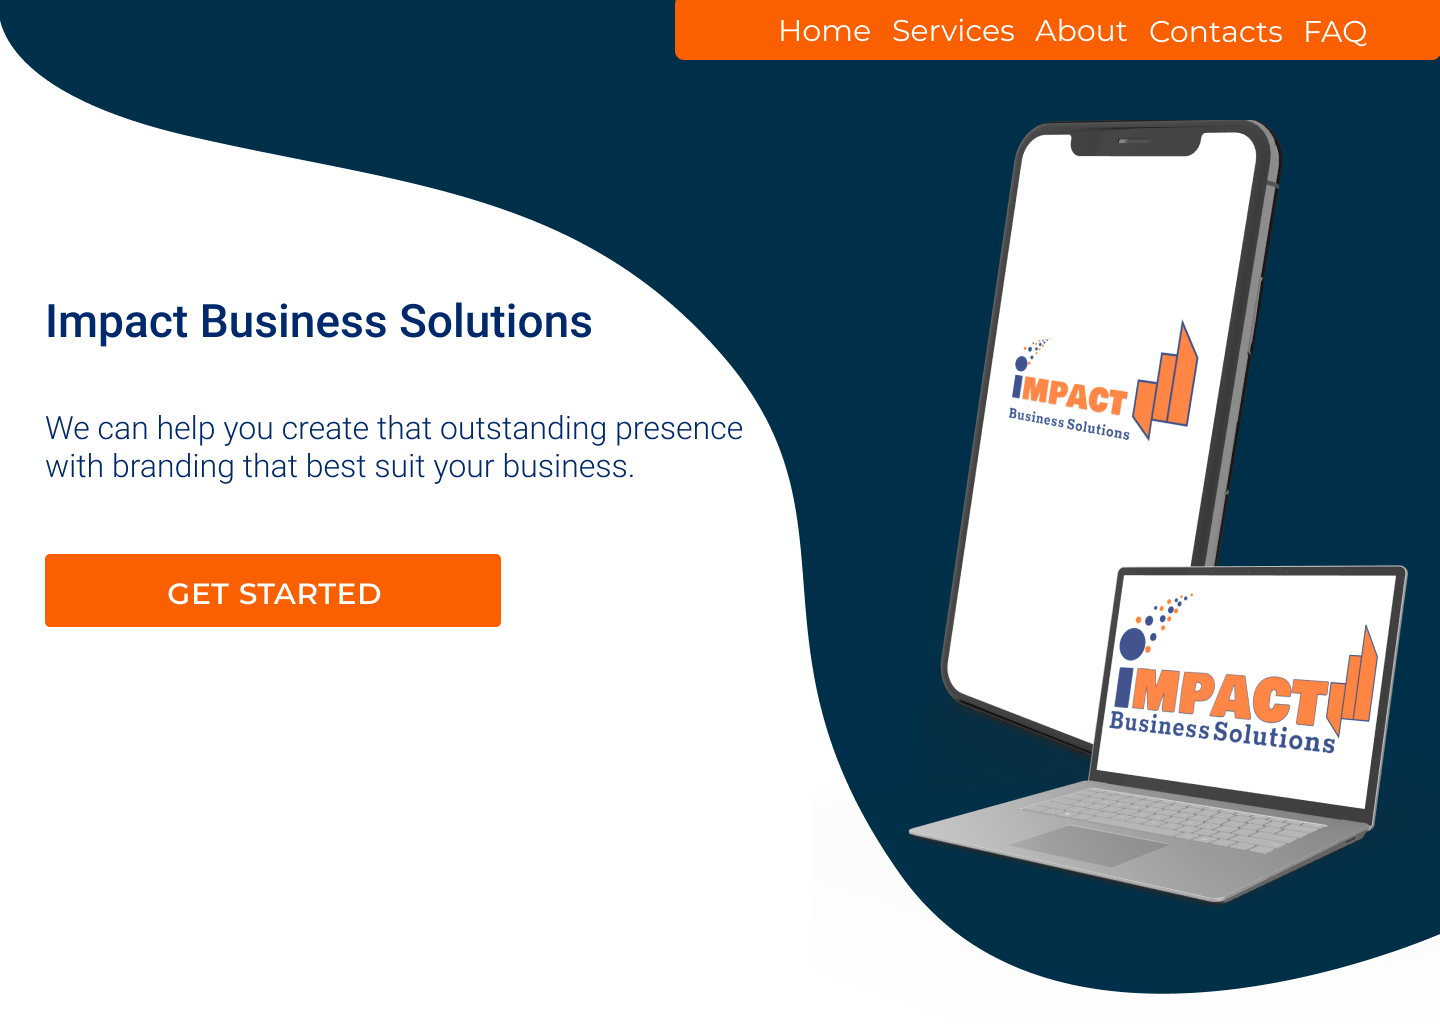 Home Services About Contacts FAQ
Impact Business Solutions
We can help you create that outstanding presence
with branding that best suit your business.
GET STARTED
iMPACT
Business Solutions
iMPACT
Business Solutions